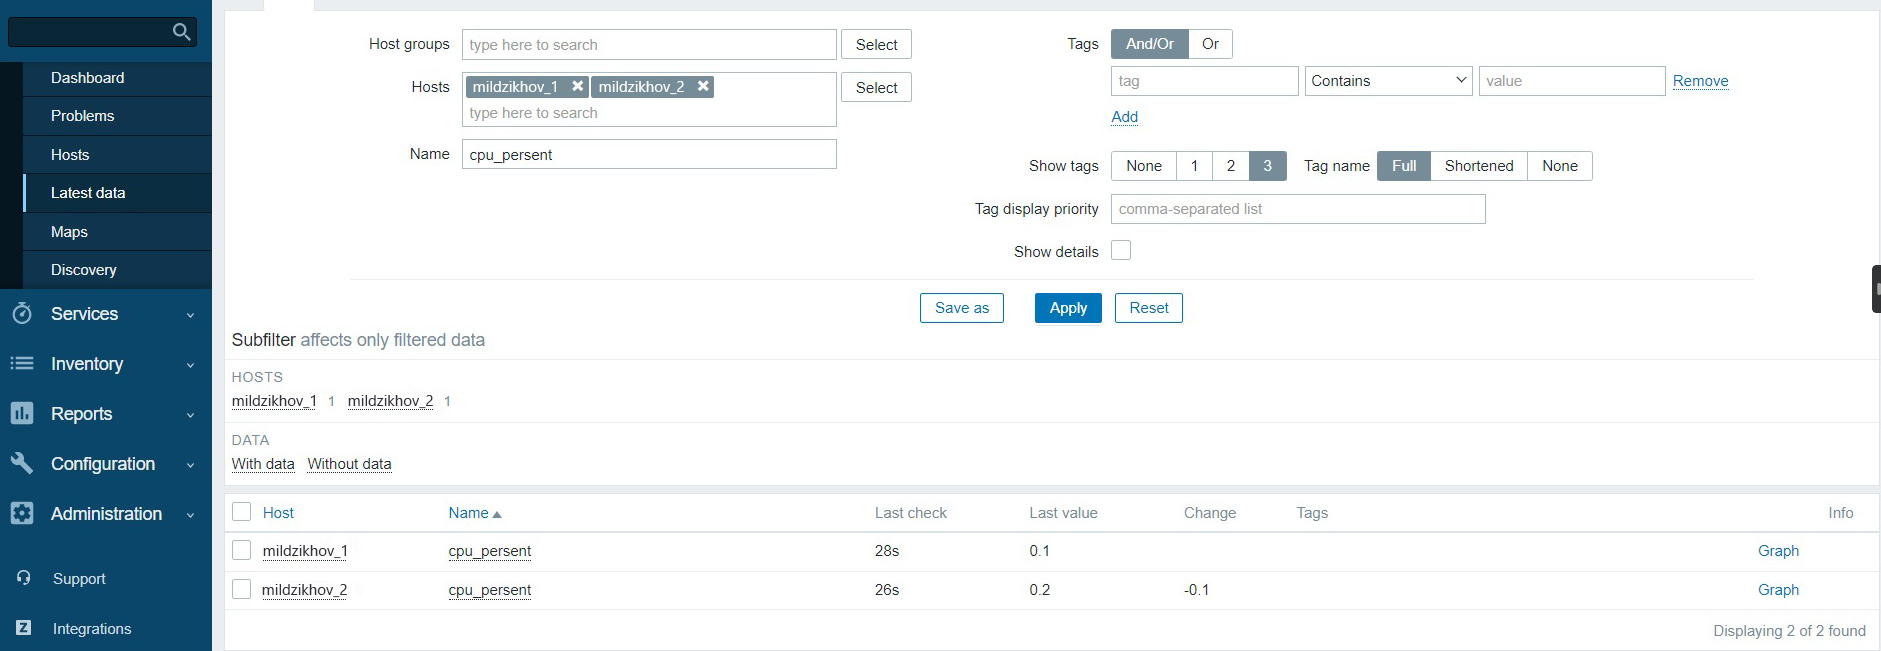 Dashboard
Problems
Hosts
Latest data
Maps
Discovery
Services
Inventory
Reports
Configuration
Administration
Support
Z Integrations
Host groups type here to search Select
Hosts mildzikhov_1 mildzikhov_2 Select
type here to search
Name cpu_persent
Tags And/Or Or
tag Contains value Remove
Add
Show tags None 1 2 3 Tag name Full Shortened None
Tag display priority comma-separated list
Show details
Save as Apply Reset
Subfilter affects only filtered data
HOSTS
mildzikhov_1 1 mildzikhov_2 1
DATA
With data Without data
Host Name Last check Last value Change Tags Info
mildzikhov_1 cpu_persent 28s 0.1 Graph
mildzikhov_2 cpu_persent 26s 0.2 -0.1 Graph
Displaying 2 of 2 found